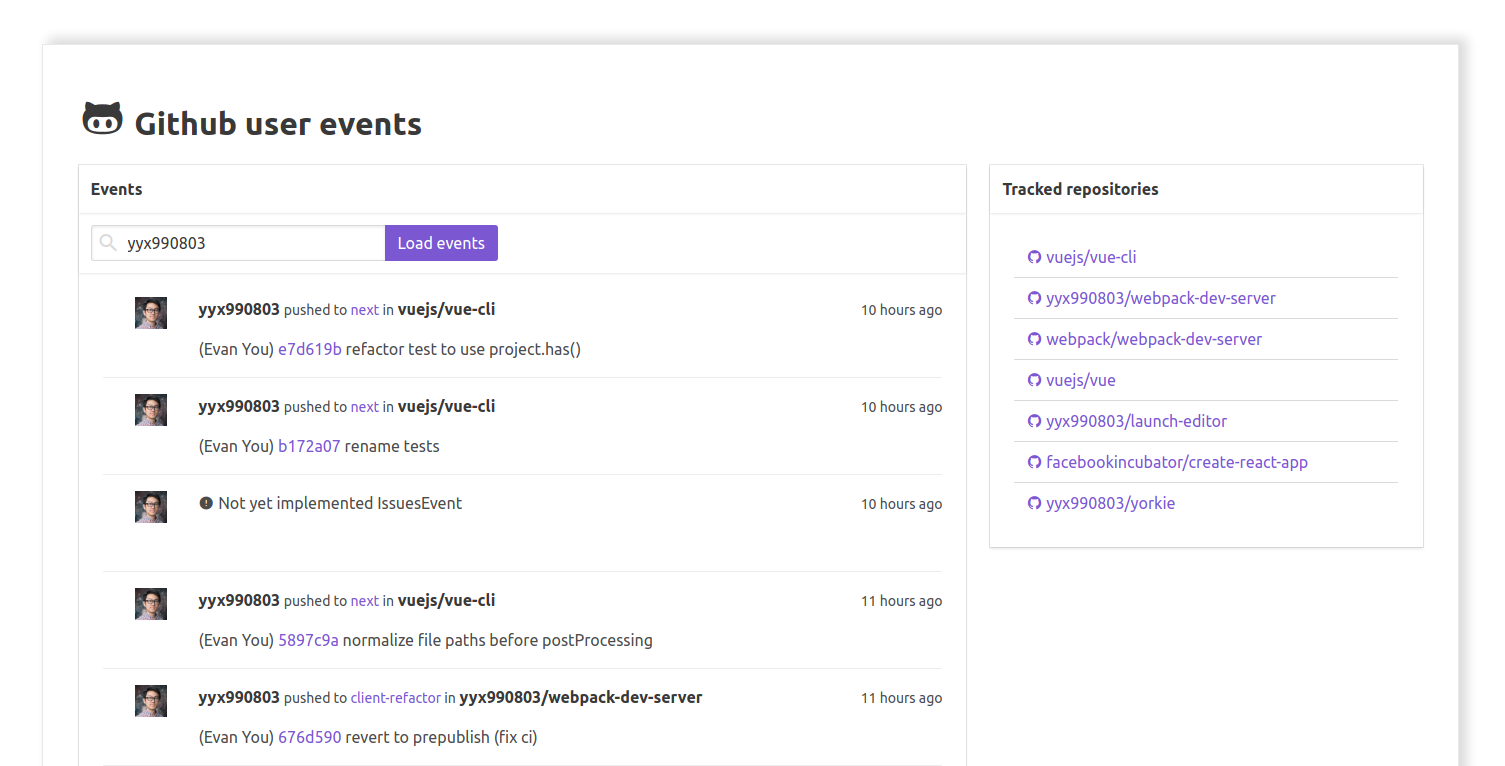 Github user events
Events
yyx990803
Load events
yyx990803 pushed to next in vuejs/vue-cli
10 hours ago
(Evan You) e7d619b refactor test to use project.has()
yyx990803 pushed to next in vuejs/vue-cli
10 hours ago
(Evan You) b172a07 rename tests
Not yet implemented IssuesEvent
10 hours ago
yyx990803 pushed to next in vuejs/vue-cli
11 hours ago
(Evan You) 5897c9a normalize file paths before postProcessing
yyx990803 pushed to client-refactor in yyx990803/webpack-dev-server
11 hours ago
(Evan You) 676d590 revert to prepublish (fix ci)
Tracked repositories
vuejs/vue-cli
yyx990803/webpack-dev-server
webpack/webpack-dev-server
vuejs/vue
yyx990803/launch-editor
facebookincubator/create-react-app
yyx990803/yorkie